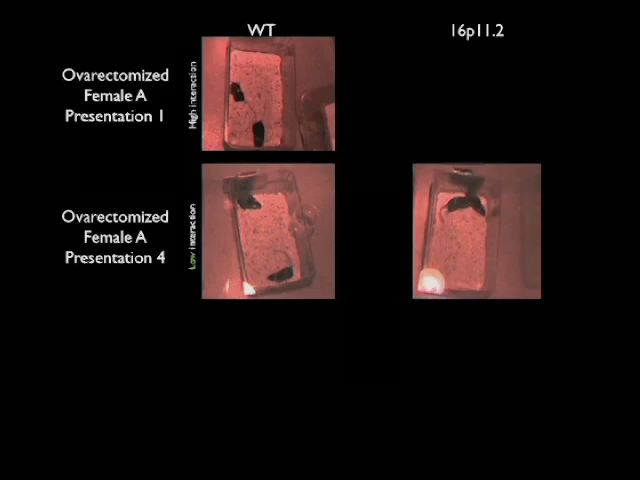 WT
16p11.2
Ovarectomized
Female A
Presentation 1
High interaction
Ovarectomized
Female A
Presentation 4
Low interaction